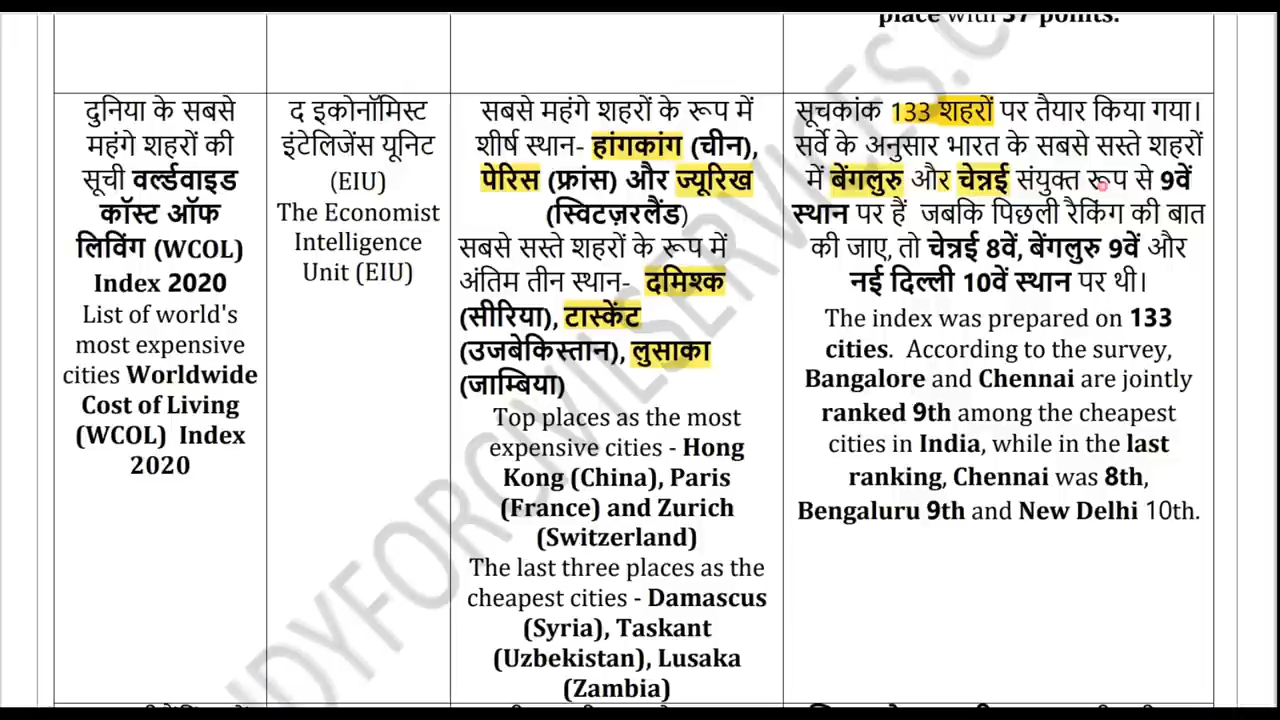 place with 37 points.
दुनिया के सबसे
महंगे शहरों की
सूची वर्ल्डवाइड
कॉस्ट ऑफ
लिविंग (WCOL)
Index 2020
List of world's
most expensive
cities Worldwide
Cost of Living
(WCOL) Index
2020
द इकोनॉमिस्ट
इंटेलिजेंस यूनिट
(EIU)
The Economist
Intelligence
Unit (EIU)
सबसे महंगे शहरों के रूप में
शीर्ष स्थान- हांगकांग (चीन),
पेरिस (फ्रांस) और ज्यूरिख
(स्विटज़रलैंड)
सबसे सस्ते शहरों के रूप में
अंतिम तीन स्थान- दमिश्क
(सीरिया), टास्केंट
(उजबेकिस्तान), लुसाका
(जाम्बिया)
Top places as the most
expensive cities - Hong
Kong (China), Paris
(France) and Zurich
(Switzerland)
The last three places as the
cheapest cities - Damascus
(Syria), Taskant
(Uzbekistan), Lusaka
(Zambia)
सूचकांक 133 शहरों पर तैयार किया गया।
सर्वे के अनुसार भारत के सबसे सस्ते शहरों
में बेंगलुरु और चेन्नई संयुक्त रूप से 9वें
स्थान पर हैं जबकि पिछली रैकिंग की बात
की जाए, तो चेन्नई 8वें, बेंगलुरु 9वें और
नई दिल्ली 10वें स्थान पर थी।
The index was prepared on 133
cities. According to the survey,
Bangalore and Chennai are jointly
ranked 9th among the cheapest
cities in India, while in the last
ranking, Chennai was 8th,
Bengaluru 9th and New Delhi 10th.